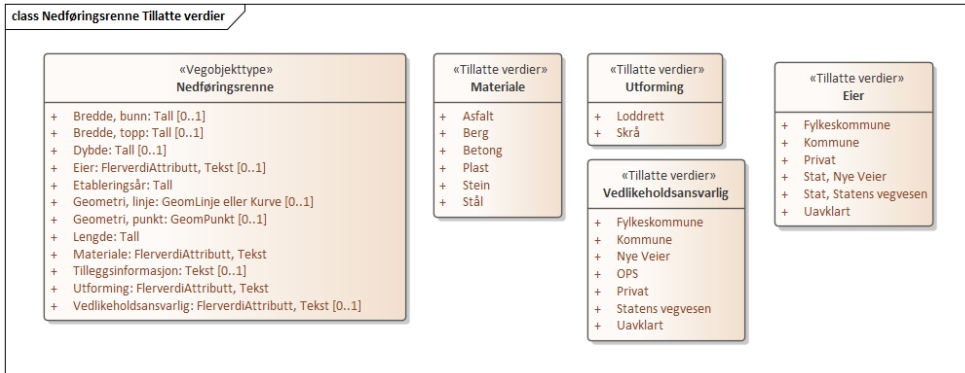 class Nedføringsrenne Tillatte verdier
«Vegobjekttype»
Nedføringsrenne
+ Bredde, bunn: Tall [0..1]
+ Bredde, topp: Tall [0..1]
+ Dybde: Tall [0..1]
+ Eier: FlerverdiAttributt, Tekst [0..1]
+ Etableringsår: Tall
+ Geometri, linje: GeomLinje eller Kurve [0..1]
+ Geometri, punkt: GeomPunkt [0..1]
+ Lengde: Tall
+ Materiale: FlerverdiAttributt, Tekst
+ Tilleggsinformasjon: Tekst [0..1]
+ Utforming: FlerverdiAttributt, Tekst
+ Vedlikeholdsansvarlig: FlerverdiAttributt, Tekst [0..1]
«Tillatte verdier»
Materiale
+ Asfalt
+ Berg
+ Betong
+ Plast
+ Stein
+ Stål
«Tillatte verdier»
Utforming
+ Loddrett
+ Skrå
«Tillatte verdier»
Vedlikeholdsansvarlig
+ Fylkeskommune
+ Kommune
+ Nye Veier
+ OPS
+ Privat
+ Statens vegvesen
+ Uavklart
«Tillatte verdier»
Eier
+ Fylkeskommune
+ Kommune
+ Privat
+ Stat, Nye Veier
+ Stat, Statens vegvesen
+ Uavklart